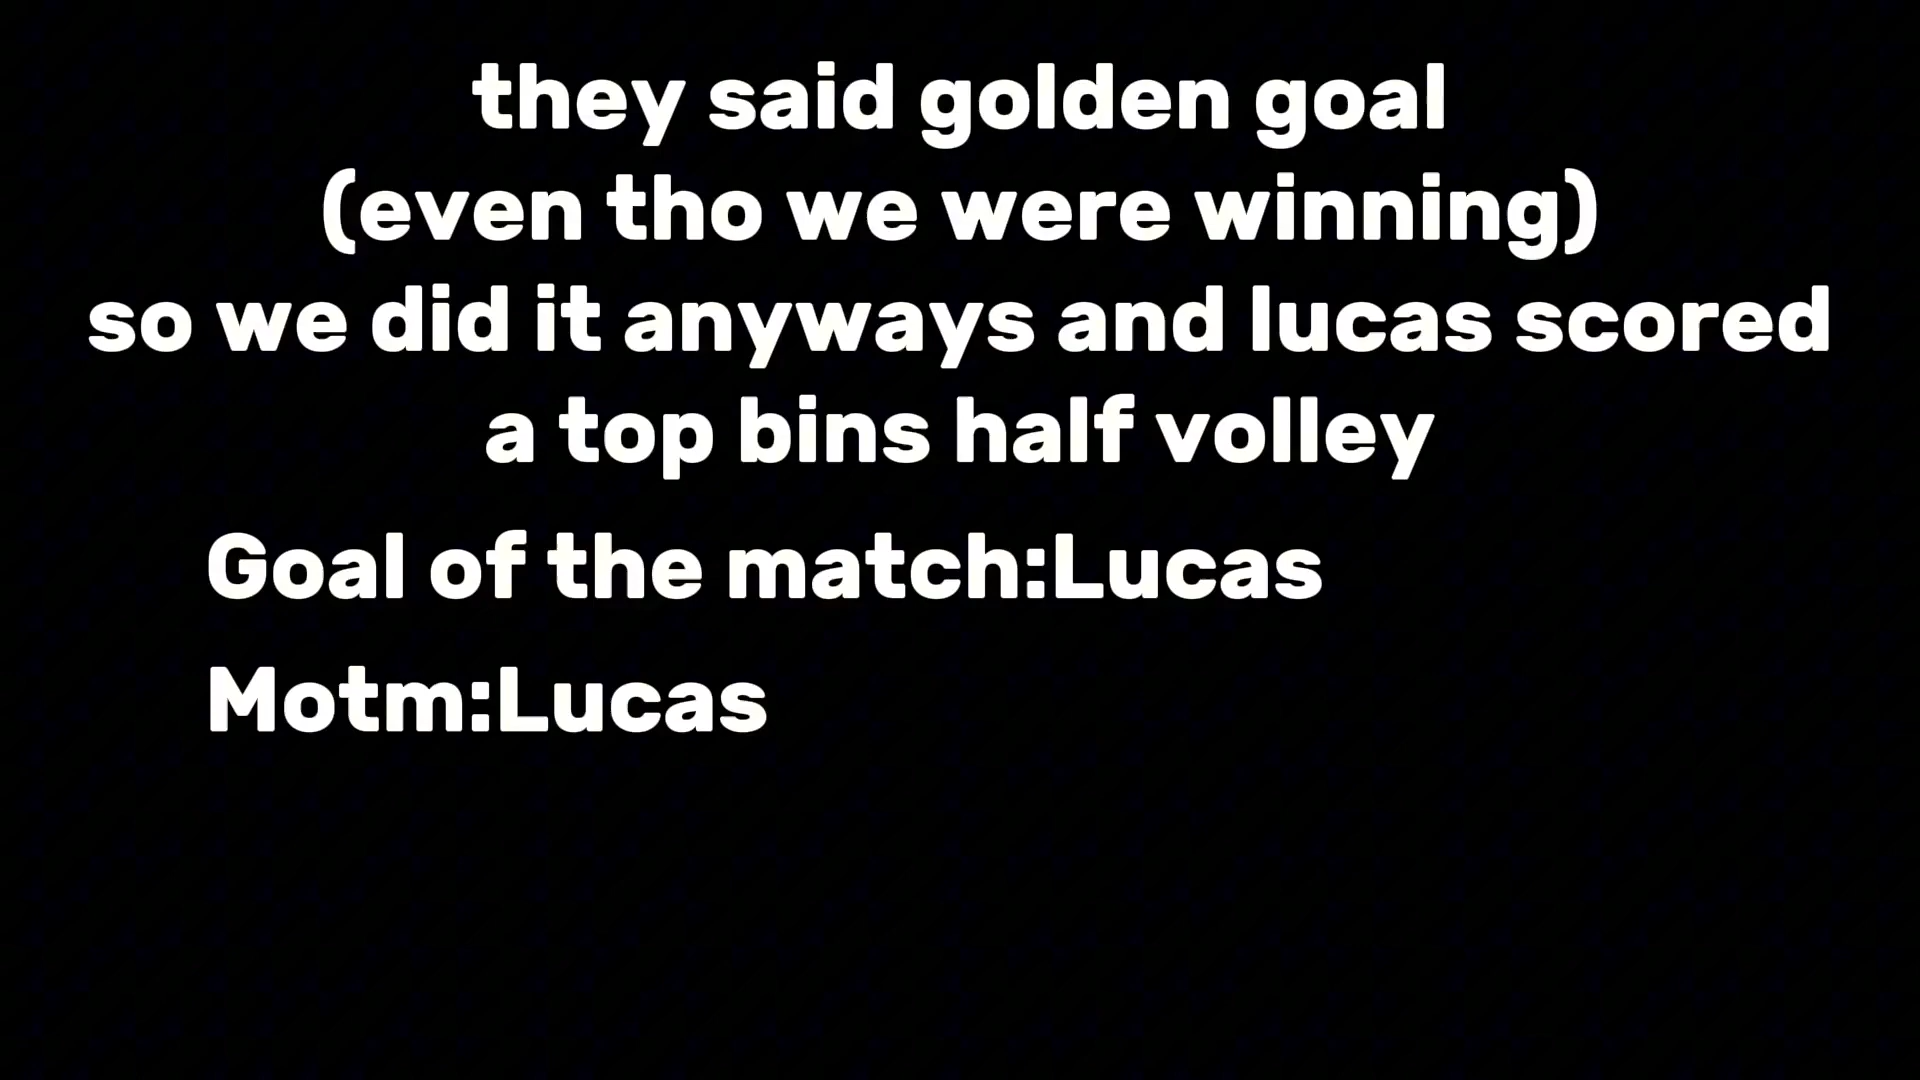 they said golden goal
(even tho we were winning)
so we did it anyways and lucas scored
a top bins half volley
Goal of the match:Lucas
Motm:Lucas